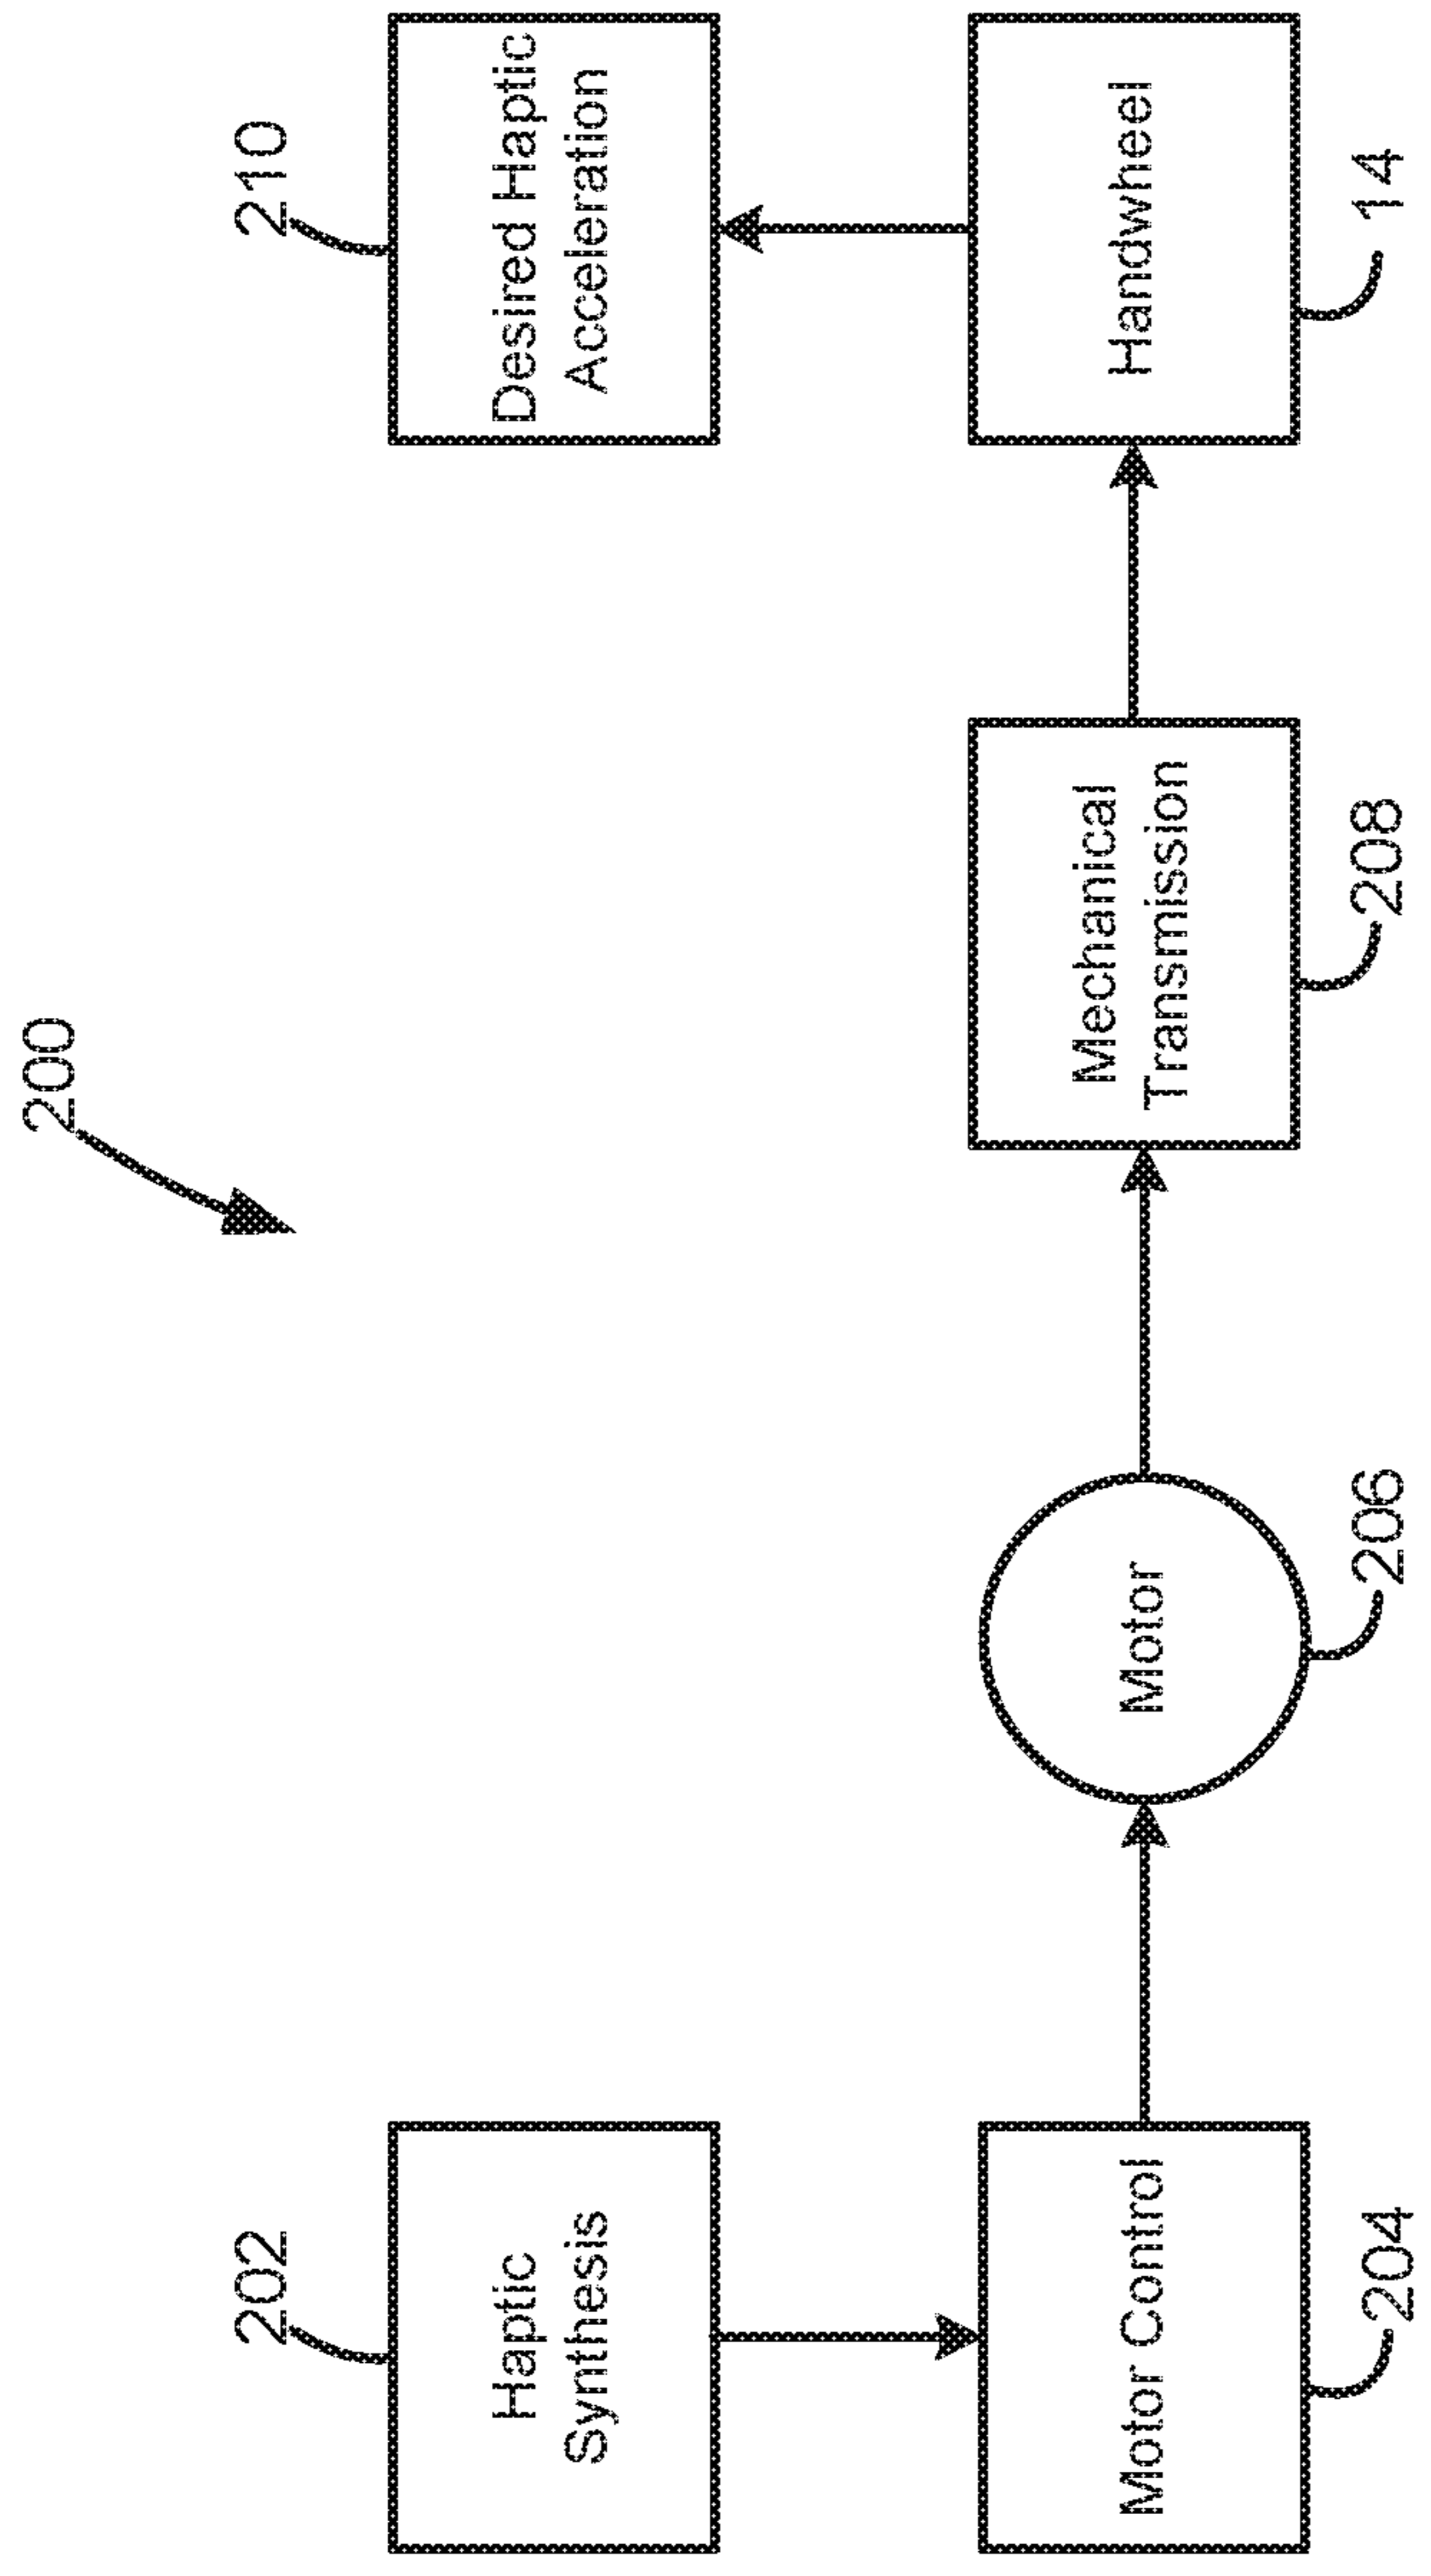 200
202
Haptic
Synthesis
210
Desired Haptic
Acceleration
Motor Control
204
Motor
206
Mechanical
Transmission
208
Handwheel
14